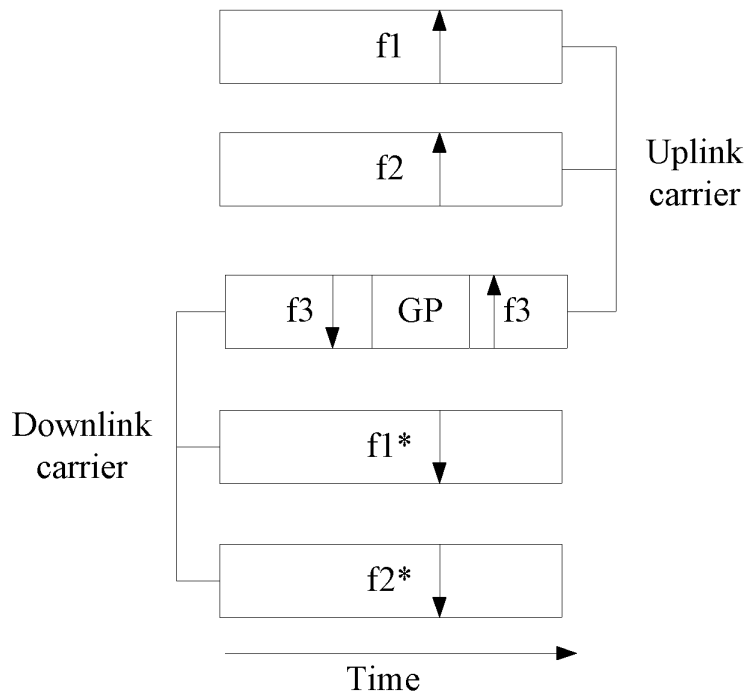 f1
f2
Uplink
carrier
f3 GP f3
Downlink
carrier
f1*
f2*
Time